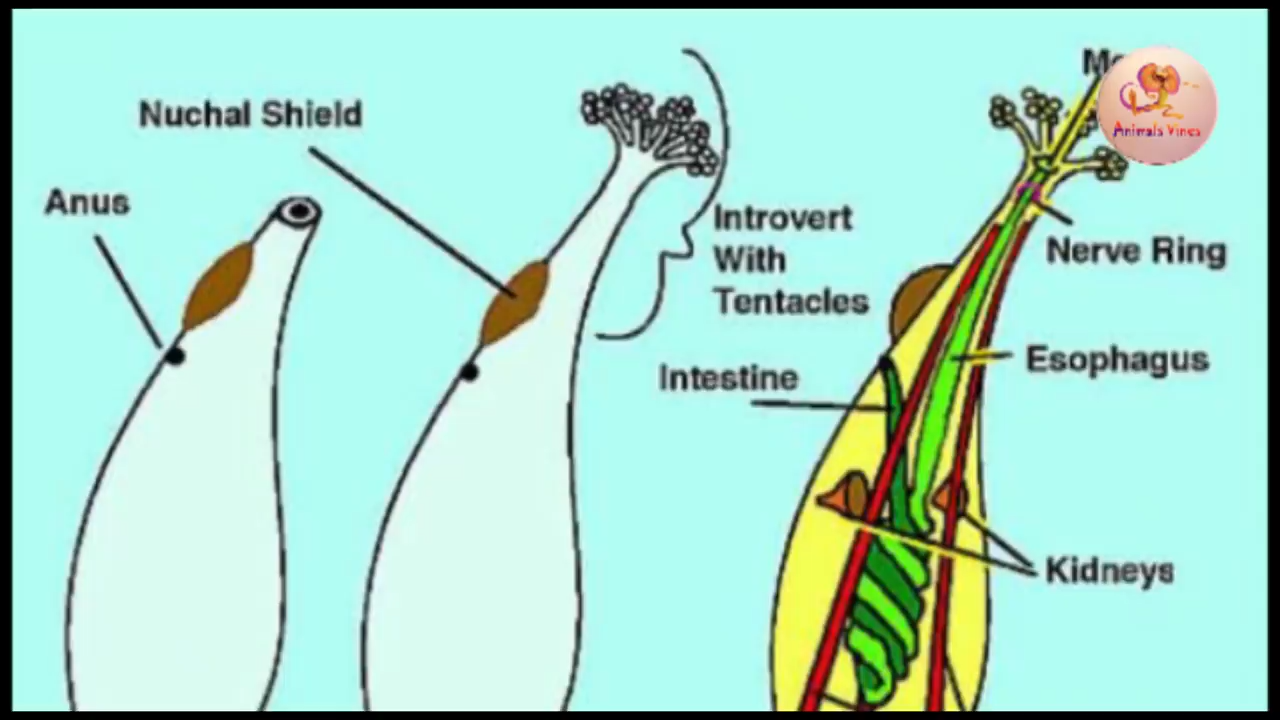 Nuchal Shield
Anus
Introvert
With
Tentacles
Intestine
Nerve Ring
Esophagus
Kidneys
Animals Vines